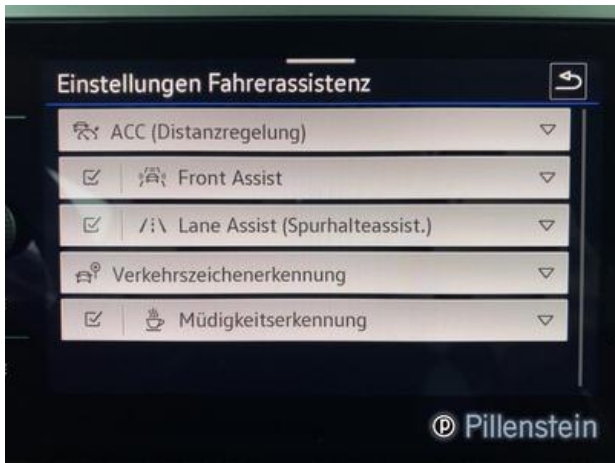 Einstellungen Fahrerassistenz
ACC (Distanzregelung)
Front Assist
Lane Assist (Spurhalteassist.)
Verkehrszeichenerkennung
Müdigkeitserkennung
Pillenstein